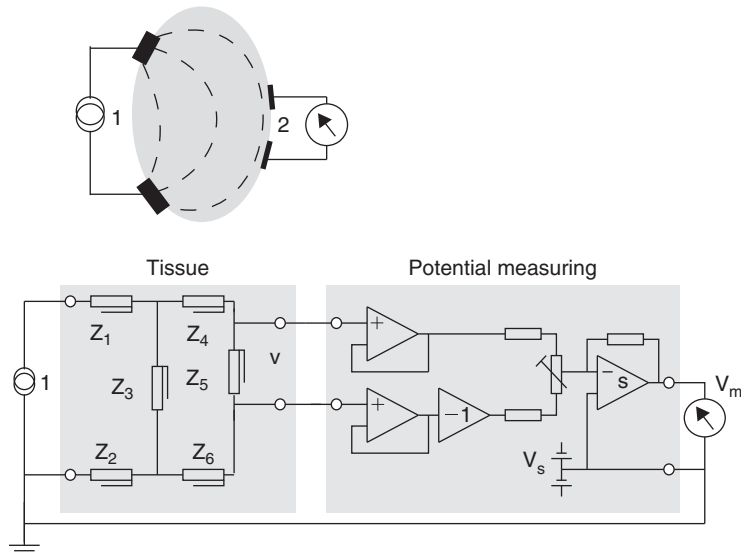 1
2
Tissue
Potential measuring
Z1
Z4
v
+
Z3
Z5
1
−
s
Vm
+
−1
Z2
Z6
Vs